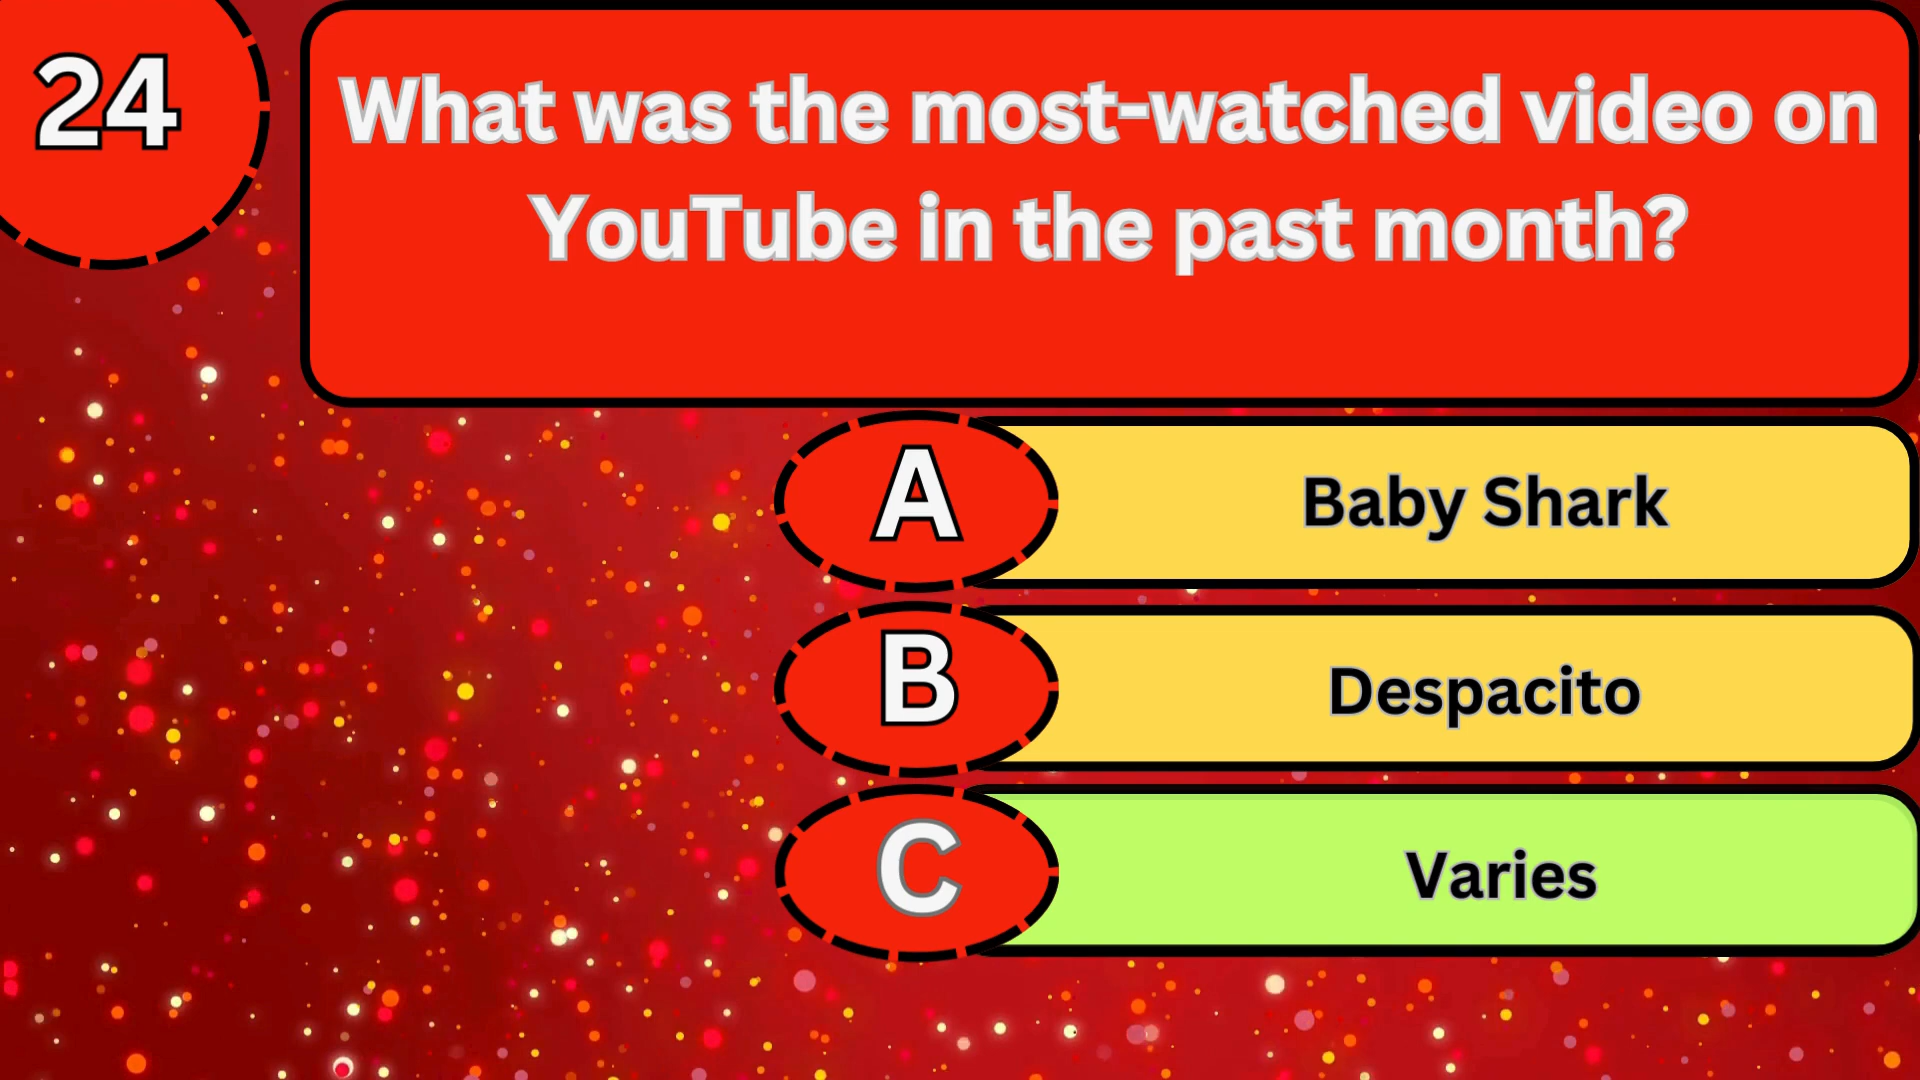 24
What was the most-watched video on
YouTube in the past month?
A
Baby Shark
B
Despacito
C
Varies